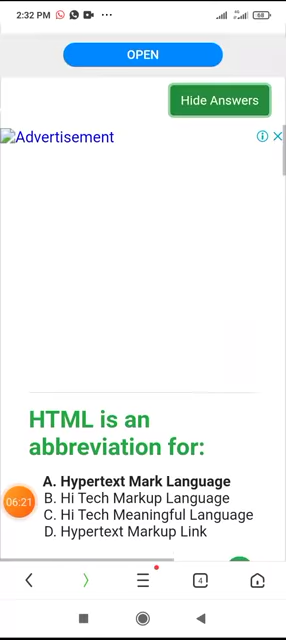 2:32 PM
68
OPEN
Hide Answers
Advertisement
HTML is an
abbreviation for:
A. Hypertext Mark Language
B. Hi Tech Markup Language
C. Hi Tech Meaningful Language
D. Hypertext Markup Link
06:21
4